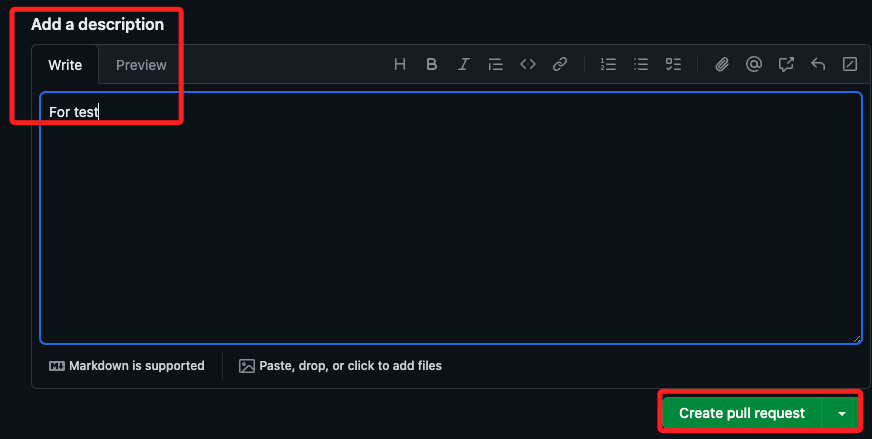 Add a description
Write Preview
For test
Markdown is supported Paste, drop, or click to add files
Create pull request